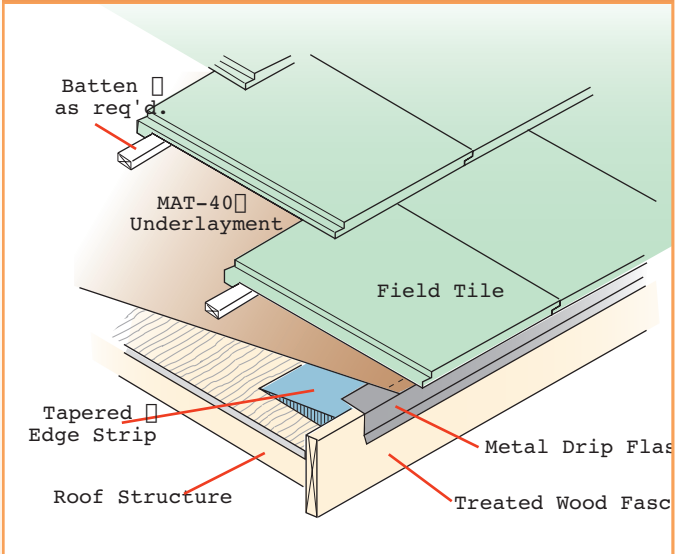 Batten
as req'd.
MAT-40
Underlayment
Field Tile
Tapered
Edge Strip
Metal Drip Flas
Roof Structure
Treated Wood Fasc